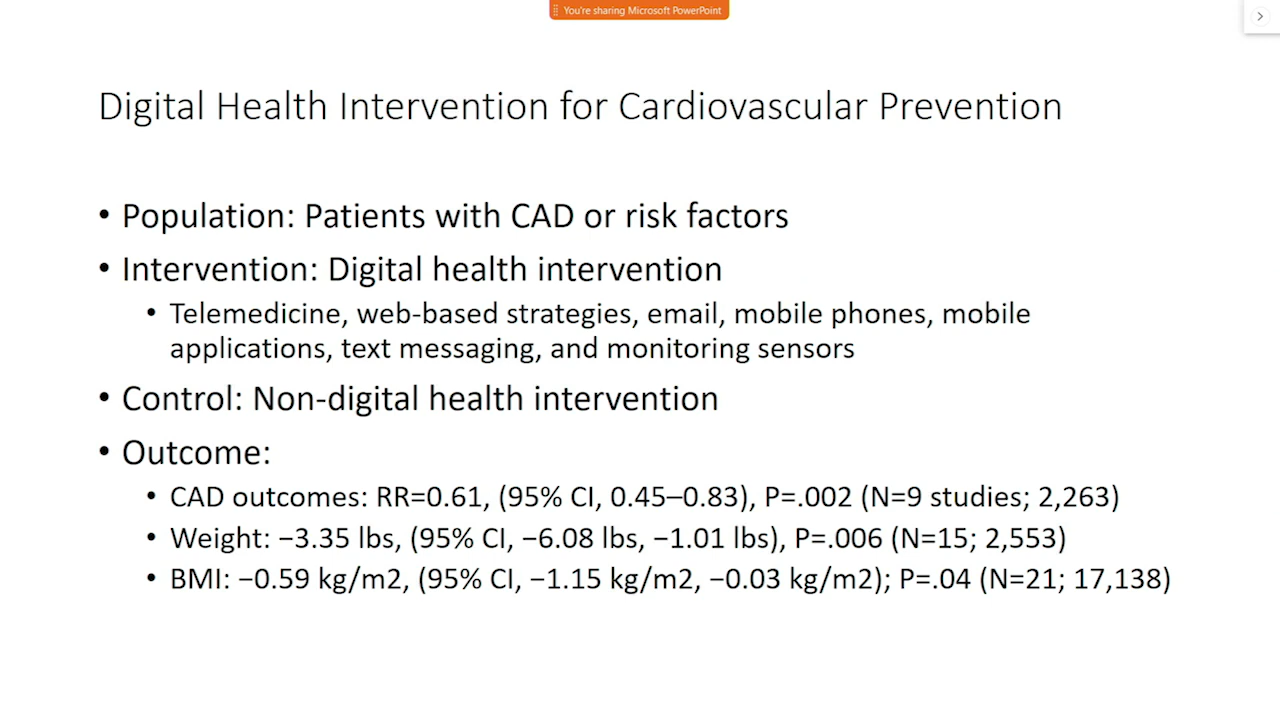 You're sharing Microsoft PowerPoint
Digital Health Intervention for Cardiovascular Prevention
• Population: Patients with CAD or risk factors
• Intervention: Digital health intervention
• Telemedicine, web-based strategies, email, mobile phones, mobile
applications, text messaging, and monitoring sensors
• Control: Non-digital health intervention
• Outcome:
• CAD outcomes: RR=0.61, (95% CI, 0.45–0.83), P=.002 (N=9 studies; 2,263)
• Weight: −3.35 lbs, (95% CI, −6.08 lbs, −1.01 lbs), P=.006 (N=15; 2,553)
• BMI: −0.59 kg/m2, (95% CI, −1.15 kg/m2, −0.03 kg/m2); P=.04 (N=21; 17,138)